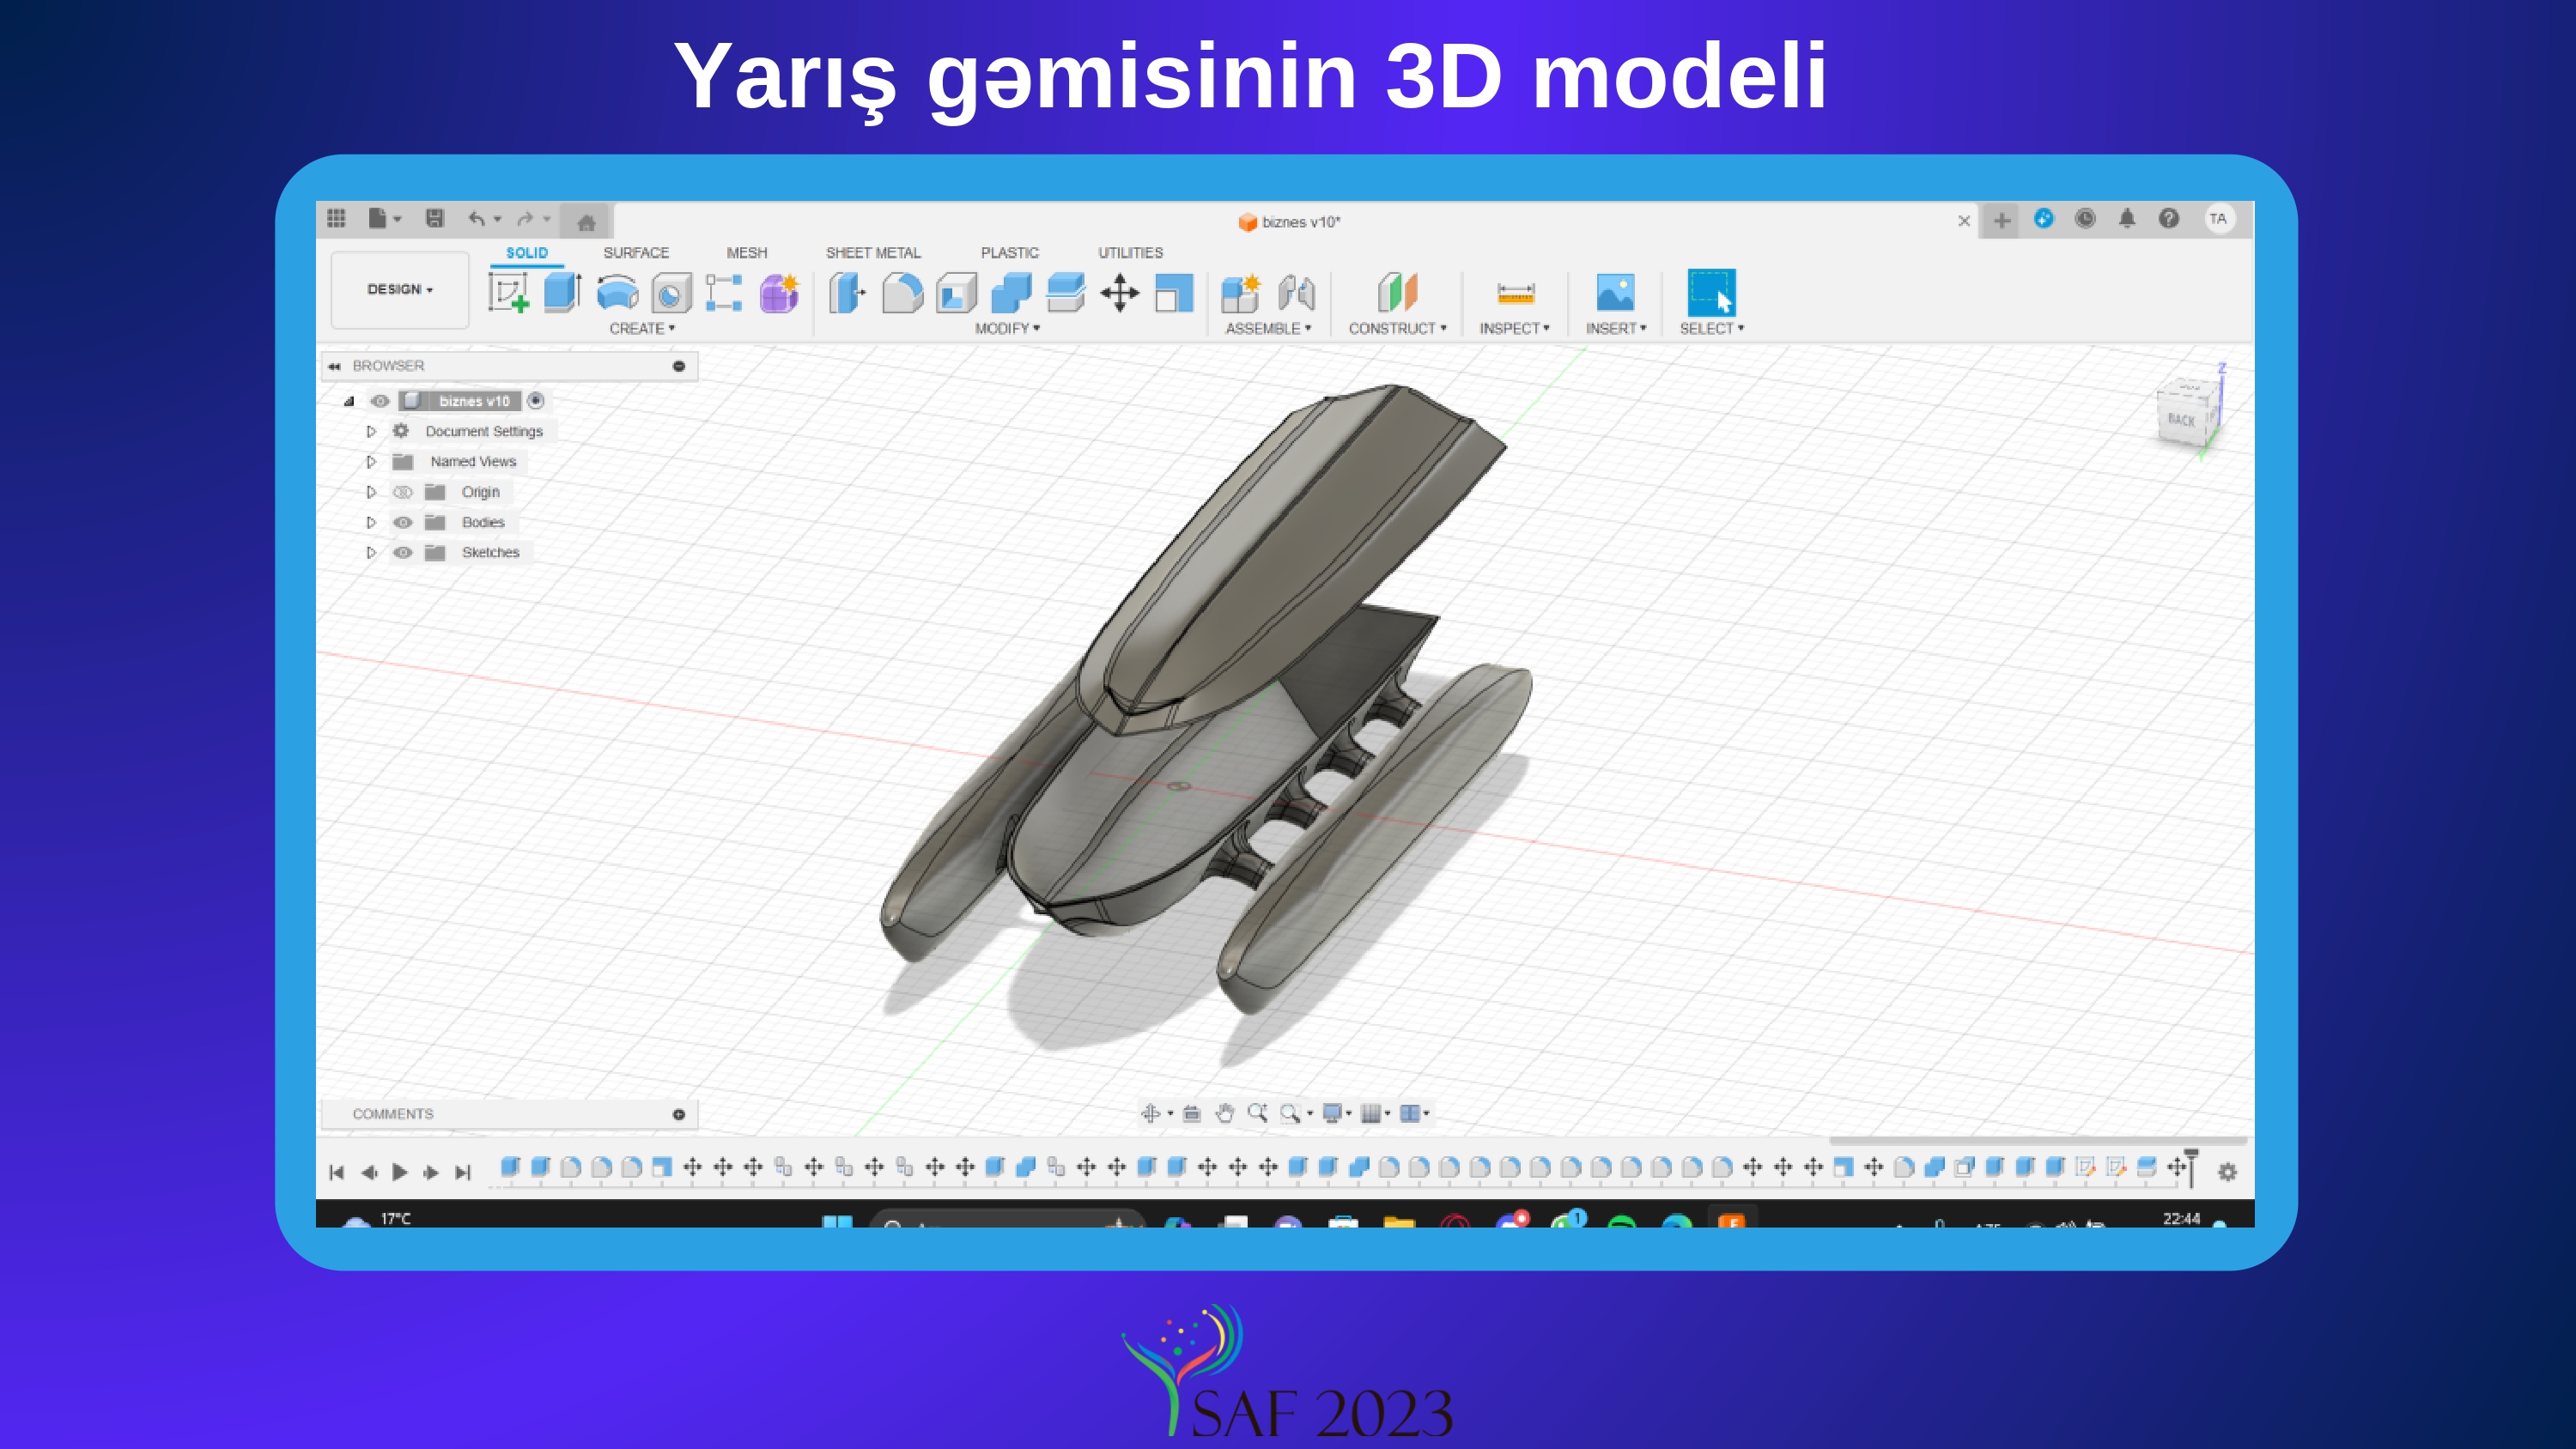 Yarış gəmisinin 3D modeli
biznes v10*
TA
SOLID SURFACE MESH SHEET METAL PLASTIC UTILITIES
DESIGN
CREATE MODIFY ASSEMBLE CONSTRUCT INSPECT INSERT SELECT
BROWSER
biznes v10
Document Settings
Named Views
Origin
Bodies
Sketches
Z
BACK
Y
COMMENTS
17°C
1
22:44
SAF 2023